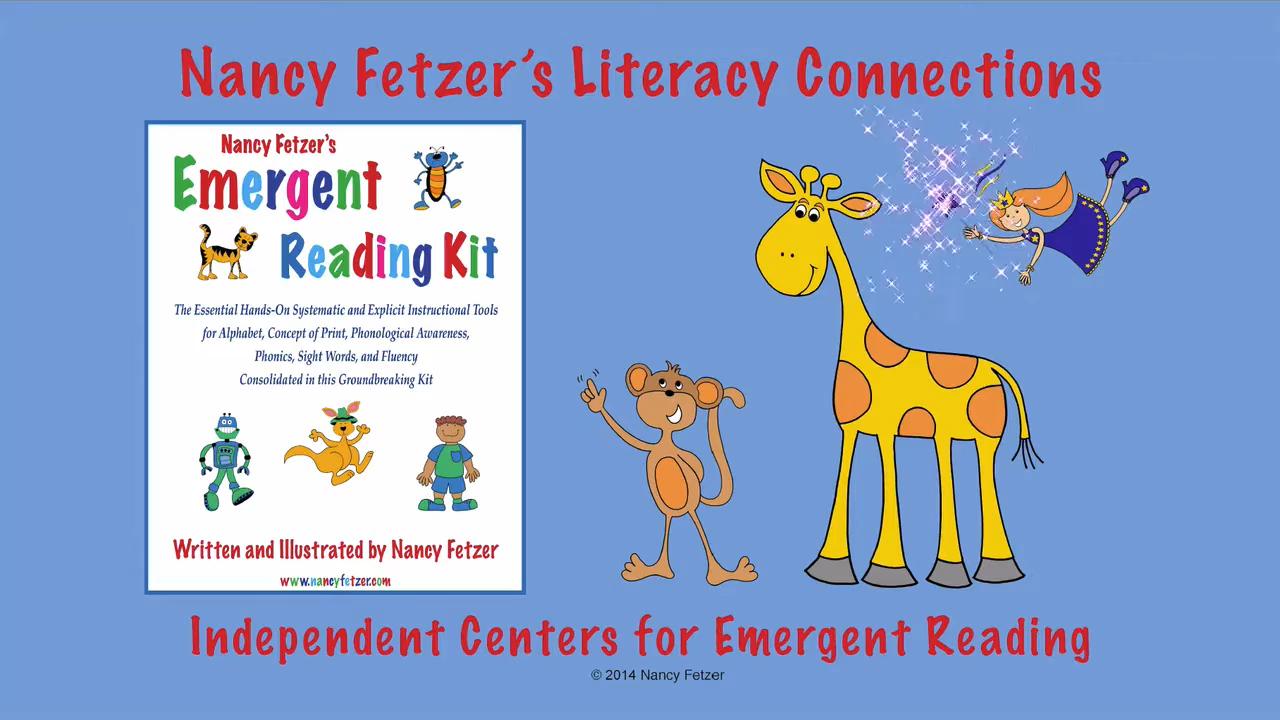 Nancy Fetzer's Literacy Connections
Nancy Fetzer's
Emergent
Reading Kit
The Essential Hands-On Systematic and Explicit Instructional Tools
for Alphabet, Concept of Print, Phonological Awareness,
Phonics, Sight Words, and Fluency
Consolidated in this Groundbreaking Kit
Written and Illustrated by Nancy Fetzer
www.nancyfetzer.com
Independent Centers for Emergent Reading
© 2014 Nancy Fetzer